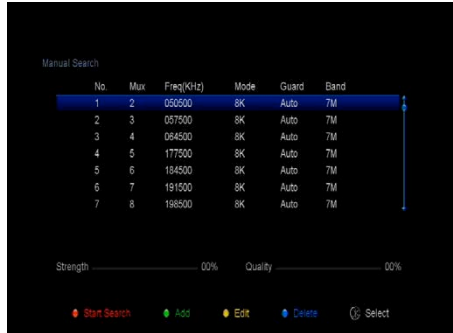 Manual Search
No. Mux Freq(KHz) Mode Guard Band
1 2 050500 8K Auto 7M
2 3 057500 8K Auto 7M
3 4 064500 8K Auto 7M
4 5 177500 8K Auto 7M
5 6 184500 8K Auto 7M
6 7 191500 8K Auto 7M
7 8 198500 8K Auto 7M
Strength 00% Quality 00%
Start Search Add Edit Delete Select